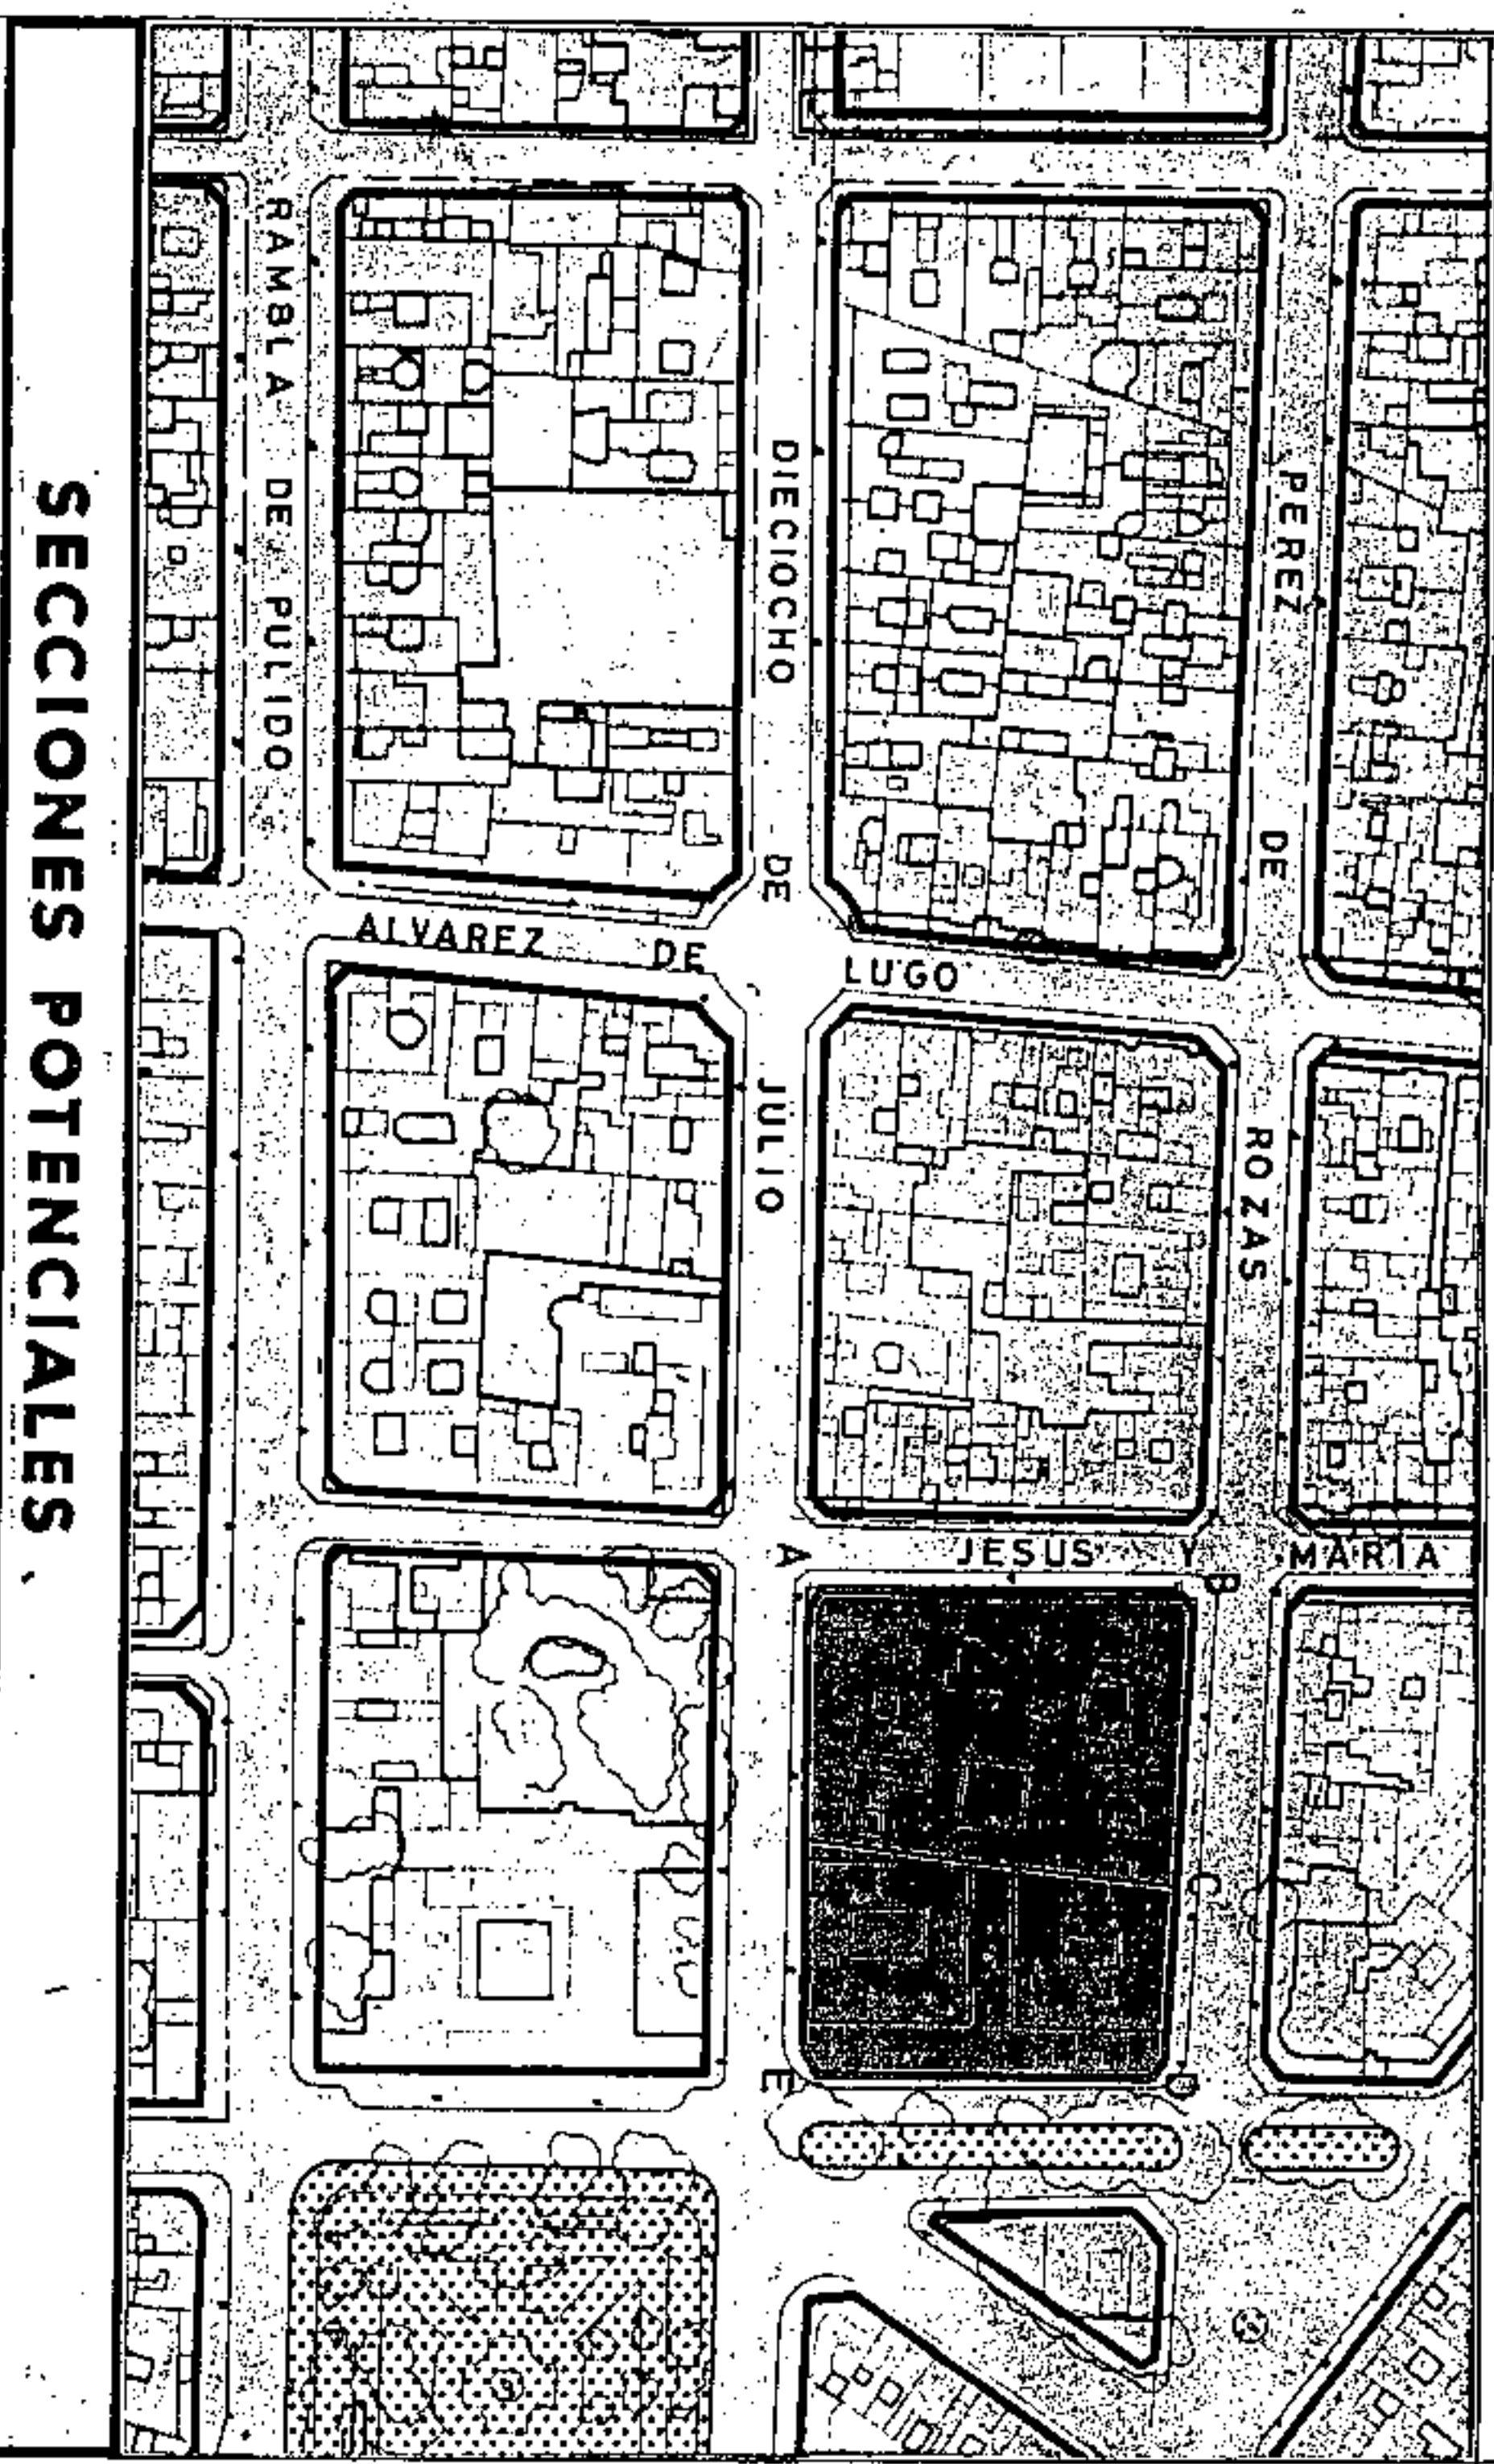 SECCIONES POTENCIALES
RAMBLA DE PULIDO
DIECIOCHO DE JULIO
PEREZ DE ROZAS
ALVAREZ DE LUGO
JESUS Y MARIA
A
B
C
D
E